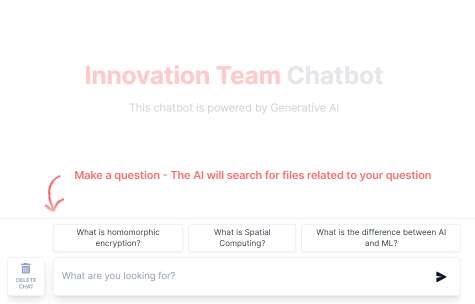 Innovation Team Chatbot
This chatbot is powered by Generative AI
Make a question - The AI will search for files related to your question
What is homomorphic
encryption?
What is Spatial
Computing?
What is the difference between AI
and ML?
DELETE
CHAT
What are you looking for?